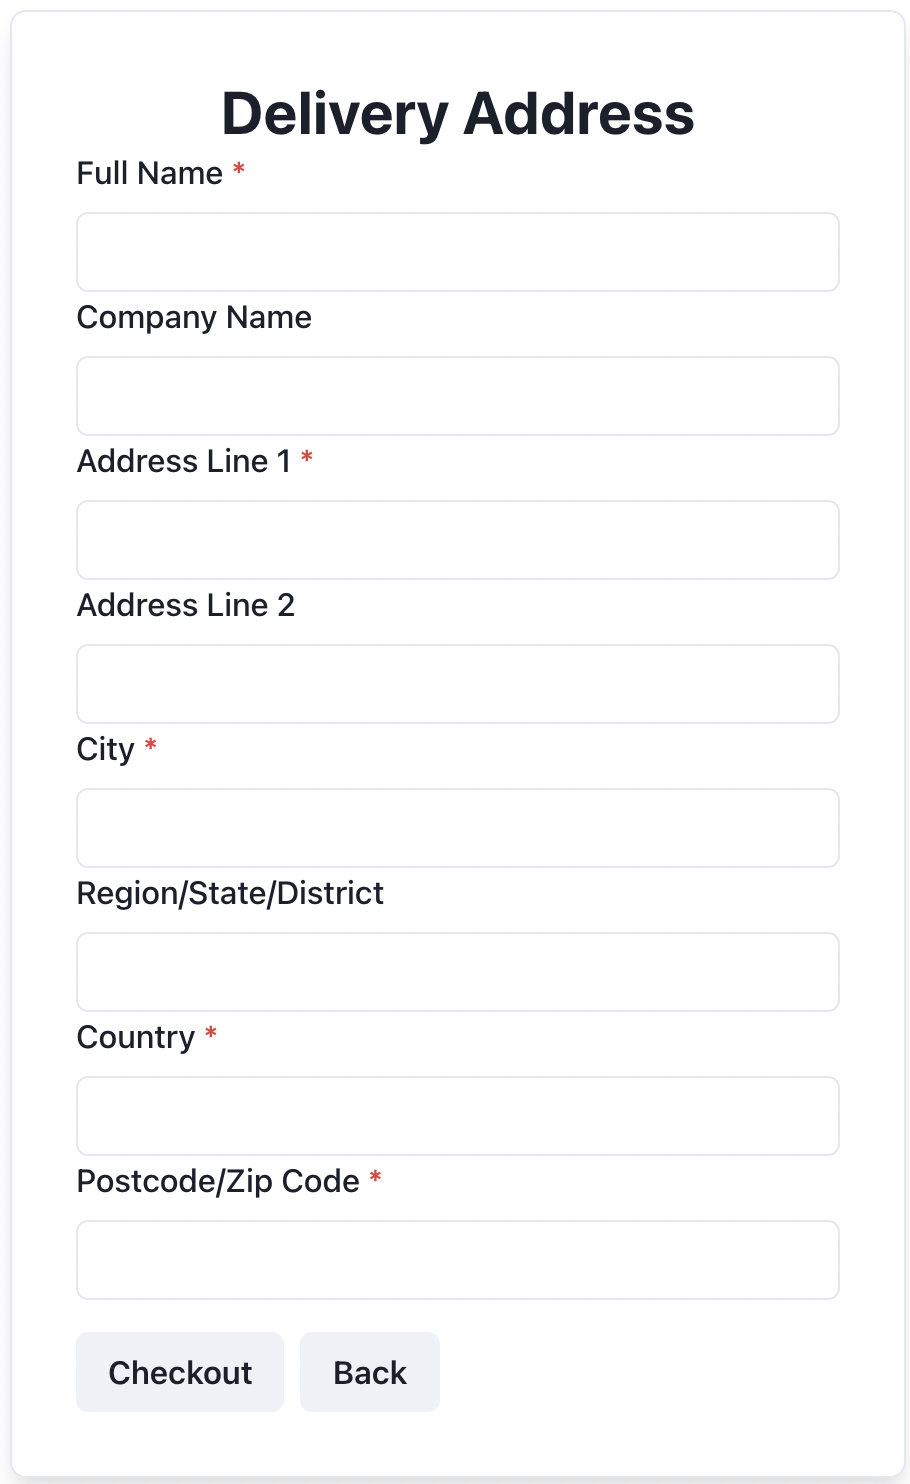 Delivery Address
Full Name *
Company Name
Address Line 1 *
Address Line 2
City *
Region/State/District
Country *
Postcode/Zip Code *
Checkout Back